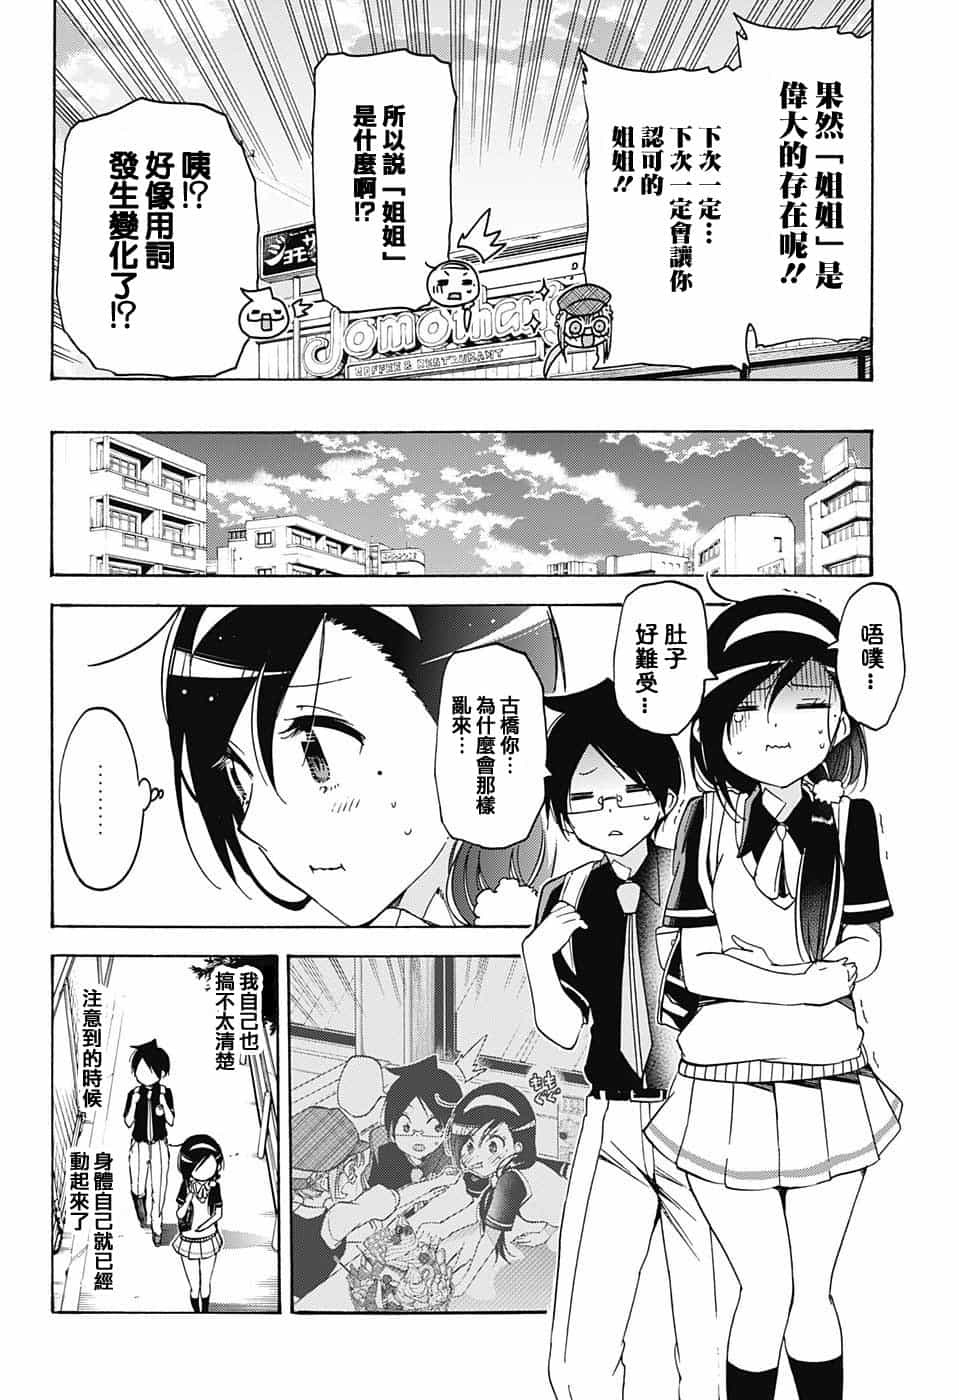 果然「姐姐」是
偉大的存在呢!!
下次一定…
下次一定會讓你
認可的
姐姐!!
所以說「姐姐」
是什麼啊!?
咦!?
好像用詞
發生變化了!?
Jomothan's
COFFEE & RESTAURANT
唔噗…
肚子
好難受…
古橋你…
為什麼會那樣
亂來…
………
もも
我自己也
搞不太清楚
注意到的時候
身體自己就已經
動起來了